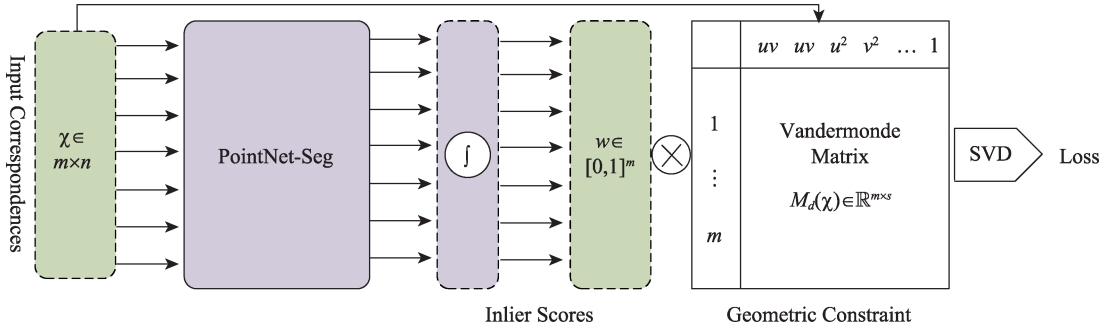 Input Correspondences
χ∈
m×n
PointNet-Seg
∫
w∈
[0,1]ᵐ
uv uv u² v² … 1
1
⋮
m
Vandermonde
Matrix
M_d(χ)∈ℝ^{m×s}
SVD
Loss
Inlier Scores
Geometric Constraint